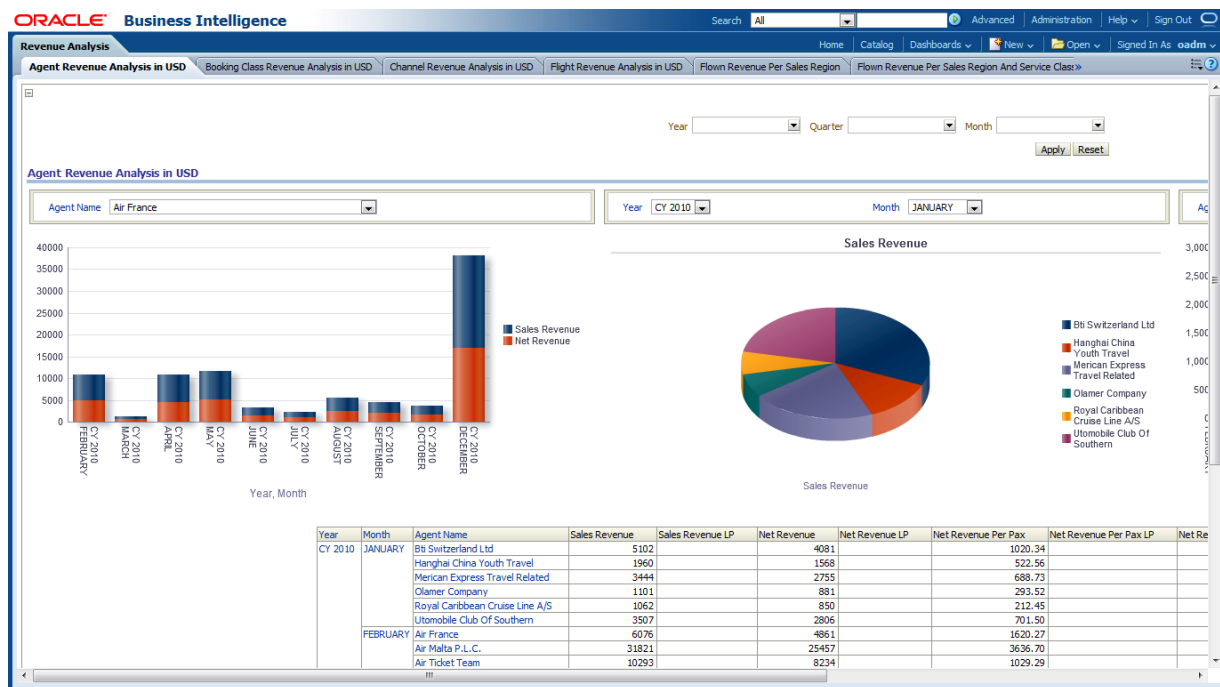 ORACLE® Business Intelligence
Search All Advanced Administration Help Sign Out
Revenue Analysis
Home Catalog Dashboards New Open Signed In As oadm
Agent Revenue Analysis in USD Booking Class Revenue Analysis in USD Channel Revenue Analysis in USD Flight Revenue Analysis in USD Flown Revenue Per Sales Region Flown Revenue Per Sales Region And Service Class »
Year Quarter Month
Apply Reset
Agent Revenue Analysis in USD
Agent Name Air France
Year CY 2010 Month JANUARY
Ag
40000
35000
30000
25000
20000
15000
10000
5000
0
CY 2010 FEBRUARY
CY 2010 MARCH
CY 2010 APRIL
CY 2010 MAY
CY 2010 JUNE
CY 2010 JULY
CY 2010 AUGUST
CY 2010 SEPTEMBER
CY 2010 OCTOBER
CY 2010 DECEMBER
Year, Month
Sales Revenue
Net Revenue
Sales Revenue
Bti Switzerland Ltd
Hanghai China
Youth Travel
Merican Express
Travel Related
Olamer Company
Royal Caribbean
Cruise Line A/S
Utomobile Club Of
Southern
Sales Revenue
3,000
2,500
2,000
1,500
1,000
500
Year Month Agent Name Sales Revenue Sales Revenue LP Net Revenue Net Revenue LP Net Revenue Per Pax Net Revenue Per Pax LP Net Re
CY 2010 JANUARY Bti Switzerland Ltd 5102 4081 1020.34
Hanghai China Youth Travel 1960 1568 522.56
Merican Express Travel Related 3444 2755 688.73
Olamer Company 1101 881 293.52
Royal Caribbean Cruise Line A/S 1062 850 212.45
Utomobile Club Of Southern 3507 2806 701.50
FEBRUARY Air France 6076 4861 1620.27
Air Malta P.L.C. 31821 25457 3636.70
Air Ticket Team 10293 8234 1029.29